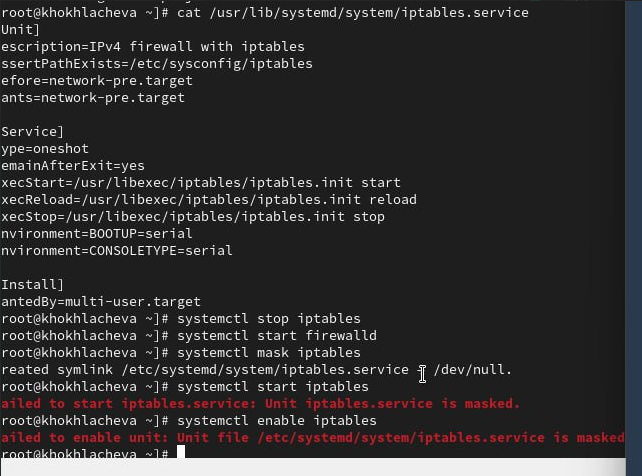 root@khokhlacheva ~]# cat /usr/lib/systemd/system/iptables.service
Unit]
escription=IPv4 firewall with iptables
ssertPathExists=/etc/sysconfig/iptables
efore=network-pre.target
ants=network-pre.target
Service]
ype=oneshot
emainAfterExit=yes
xecStart=/usr/libexec/iptables/iptables.init start
xecReload=/usr/libexec/iptables/iptables.init reload
xecStop=/usr/libexec/iptables/iptables.init stop
nvironment=BOOTUP=serial
nvironment=CONSOLETYPE=serial
Install]
antedBy=multi-user.target
root@khokhlacheva ~]# systemctl stop iptables
root@khokhlacheva ~]# systemctl start firewalld
root@khokhlacheva ~]# systemctl mask iptables
reated symlink /etc/systemd/system/iptables.service → /dev/null.
root@khokhlacheva ~]# systemctl start iptables
ailed to start iptables.service: Unit iptables.service is masked.
root@khokhlacheva ~]# systemctl enable iptables
ailed to enable unit: Unit file /etc/systemd/system/iptables.service is masked
root@khokhlacheva ~]#